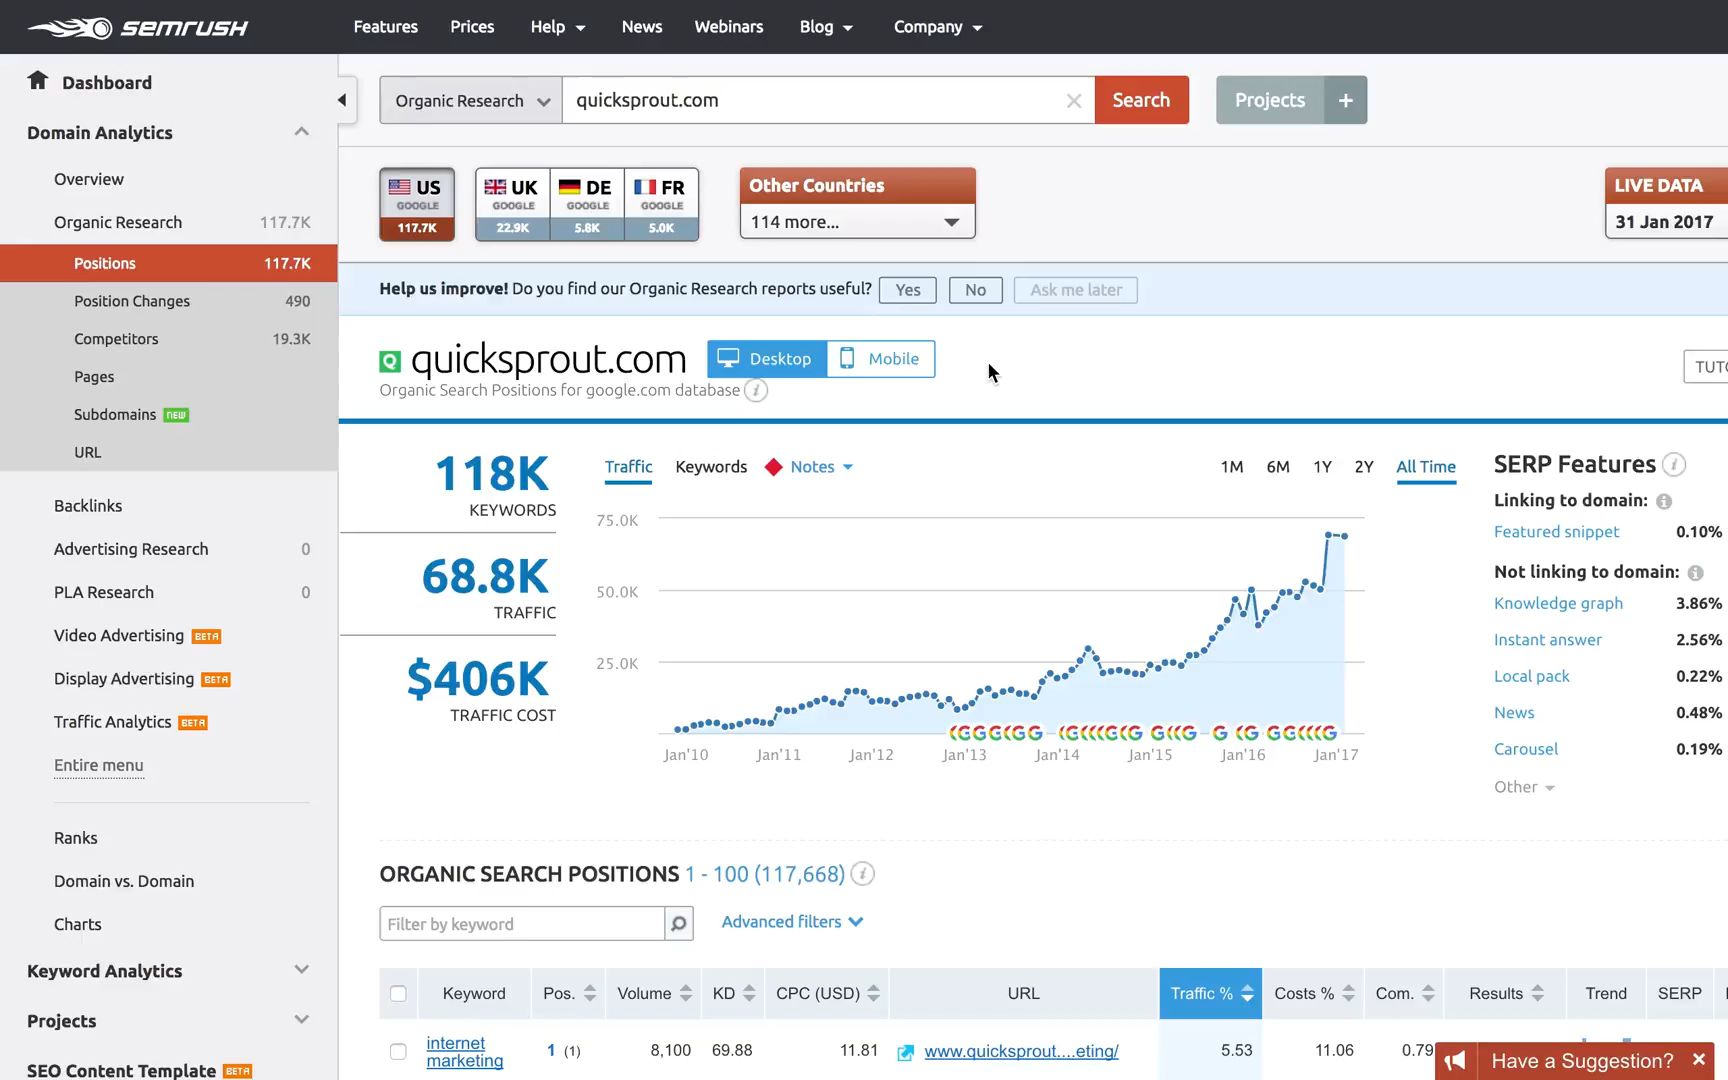 SEMRUSH
Features Prices Help News Webinars Blog Company
Dashboard
Domain Analytics
Overview
Organic Research 117.7K
Positions 117.7K
Position Changes 490
Competitors 19.3K
Pages
Subdomains NEW
URL
Backlinks
Advertising Research 0
PLA Research 0
Video Advertising BETA
Display Advertising BETA
Traffic Analytics BETA
Entire menu
Ranks
Domain vs. Domain
Charts
Keyword Analytics
Projects
SEO Content Template BETA
Organic Research quicksprout.com × Search Projects +
US UK DE FR
GOOGLE GOOGLE GOOGLE GOOGLE
117.7K 22.9K 5.8K 5.0K
Other Countries
114 more...
LIVE DATA
31 Jan 2017
Help us improve! Do you find our Organic Research reports useful? Yes No Ask me later
Q quicksprout.com Desktop Mobile
Organic Search Positions for google.com database i
TUTO
118K
KEYWORDS
68.8K
TRAFFIC
$406K
TRAFFIC COST
Traffic Keywords Notes 1M 6M 1Y 2Y All Time
75.0K
50.0K
25.0K
Jan'10 Jan'11 Jan'12 Jan'13 Jan'14 Jan'15 Jan'16 Jan'17
SERP Features i
Linking to domain: i
Featured snippet 0.10%
Not linking to domain: i
Knowledge graph 3.86%
Instant answer 2.56%
Local pack 0.22%
News 0.48%
Carousel 0.19%
Other
ORGANIC SEARCH POSITIONS 1 - 100 (117,668) i
Filter by keyword Advanced filters
Keyword Pos. Volume KD CPC (USD) URL Traffic % Costs % Com. Results Trend SERP
internet marketing 1 (1) 8,100 69.88 11.81 www.quicksprout....eting/ 5.53 11.06 0.79
Have a Suggestion? ×